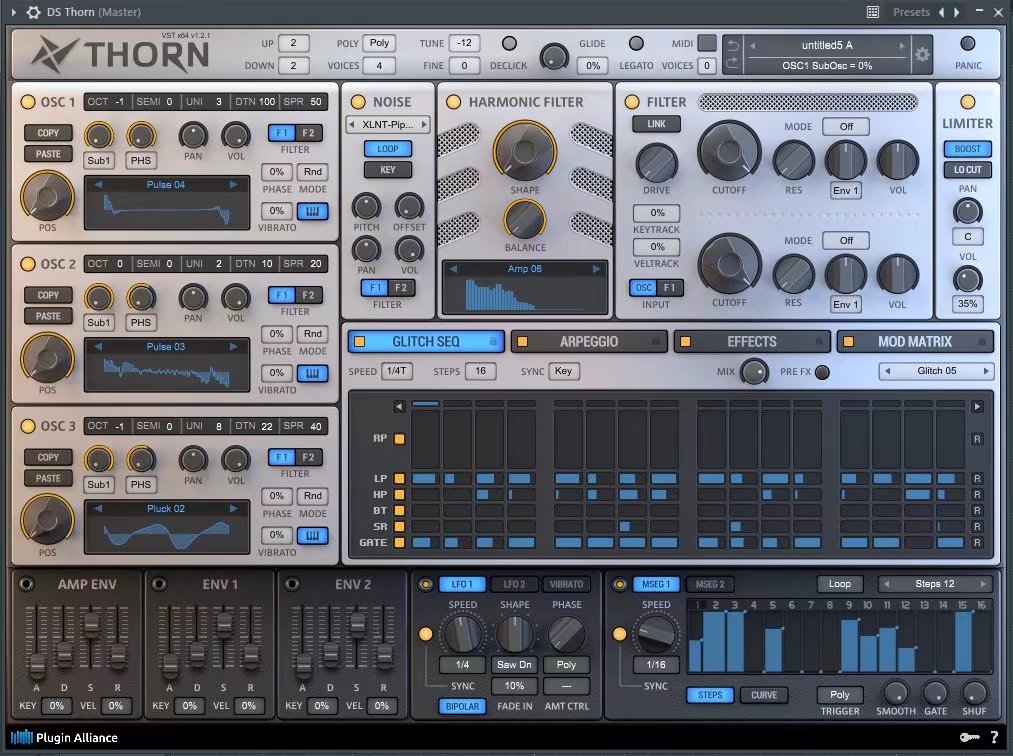 DS Thorn (Master) Presets
VST x64 v1.2.1
THORN
UP 2 POLY Poly TUNE -12 GLIDE MIDI untitled5 A
DOWN 2 VOICES 4 FINE 0 DECLICK 0% LEGATO VOICES 0 OSC1 SubOsc = 0% PANIC
OSC 1 OCT -1 SEMI 0 UNI 3 DTN 100 SPR 50
COPY F1 F2
PASTE Sub1 PHS PAN VOL FILTER
0% Rnd
Pulse 04 PHASE MODE
0%
POS VIBRATO
OSC 2 OCT 0 SEMI 0 UNI 2 DTN 10 SPR 20
COPY F1 F2
PASTE Sub1 PHS PAN VOL FILTER
0% Rnd
Pulse 03 PHASE MODE
0%
POS VIBRATO
OSC 3 OCT -1 SEMI 0 UNI 8 DTN 22 SPR 40
COPY F1 F2
PASTE Sub1 PHS PAN VOL FILTER
0% Rnd
Pluck 02 PHASE MODE
0%
POS VIBRATO
NOISE
XLNT-Pip...
LOOP
KEY
PITCH OFFSET
PAN VOL
F1 F2
FILTER
HARMONIC FILTER
SHAPE
BALANCE
Amp 06
FILTER
LINK MODE Off
DRIVE CUTOFF RES Env 1 VOL
0%
KEYTRACK
0% MODE Off
VELTRACK
OSC F1
INPUT CUTOFF RES Env 1 VOL
LIMITER
BOOST
LO CUT
PAN
C
VOL
35%
GLITCH SEQ ARPEGGIO EFFECTS MOD MATRIX
SPEED 1/4T STEPS 16 SYNC Key MIX PRE FX Glitch 05
RP R
LP R
HP R
BT R
SR R
GATE R
AMP ENV
A D S R
KEY 0% VEL 0%
ENV 1
A D S R
KEY 0% VEL 0%
ENV 2
A D S R
KEY 0% VEL 0%
LFO 1 LFO 2 VIBRATO
SPEED SHAPE PHASE
1/4 Saw Dn Poly
SYNC 10% ---
BIPOLAR FADE IN AMT CTRL
MSEG 1 MSEG 2 Loop Steps 12
SPEED 1 2 3 4 5 6 7 8 9 10 11 12 13 14 15 16
1/16
SYNC STEPS CURVE Poly
TRIGGER SMOOTH GATE SHUF
Plugin Alliance ?